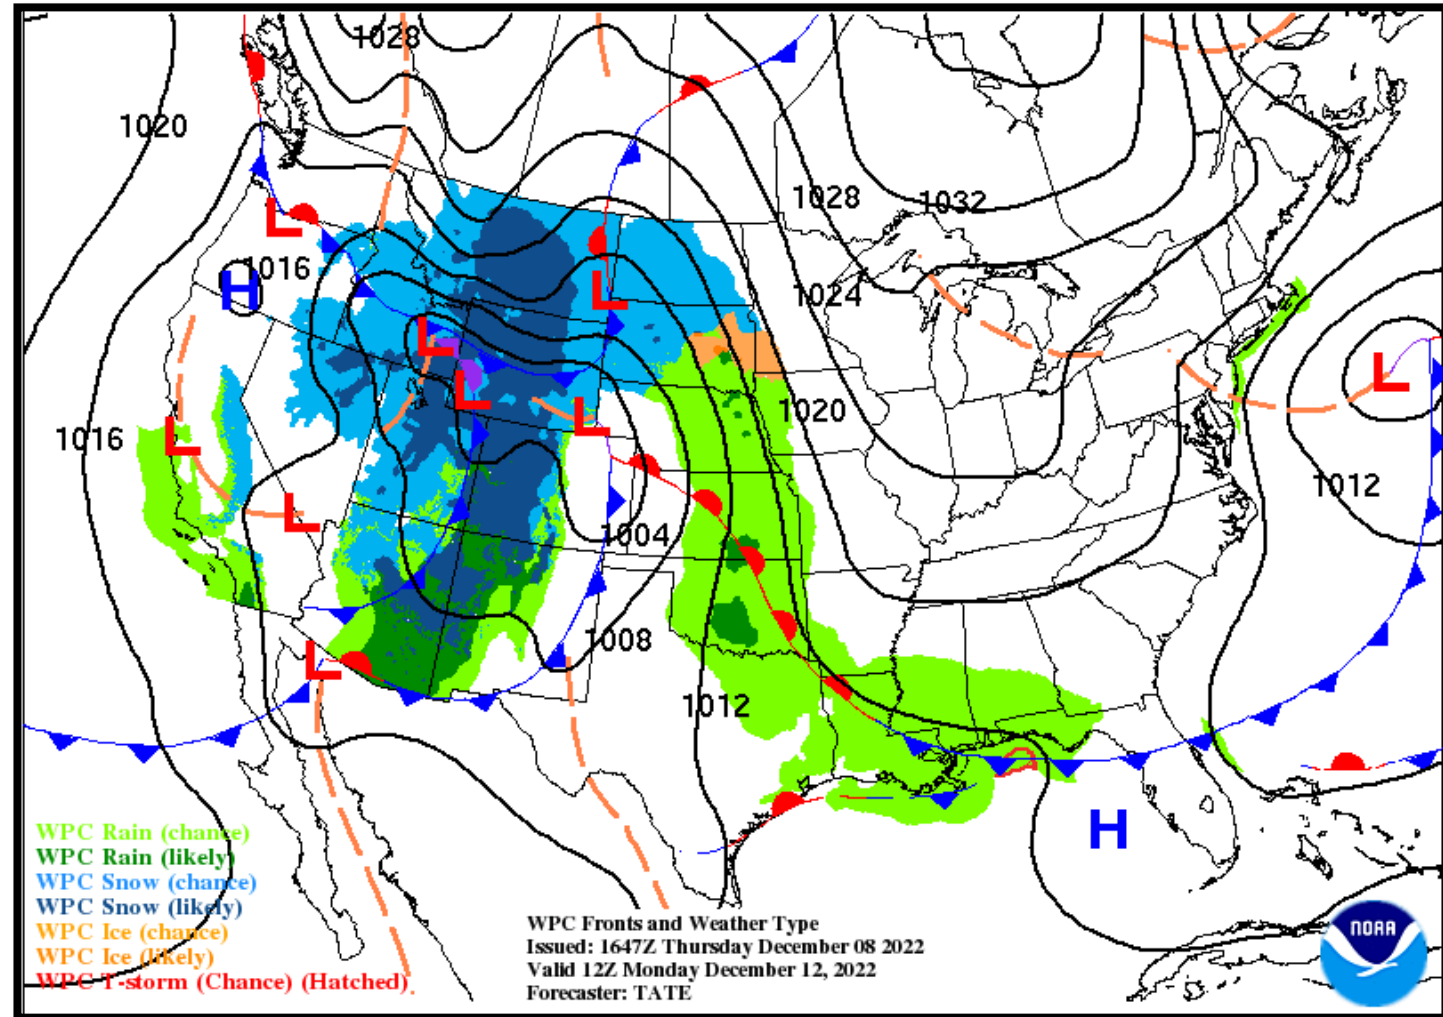 1028
1020
1028
1032
1016
H
1024
L
L
L
L
L
L
1020
1016
L
1012
L
1004
1008
L
1012
H
WPC Rain (chance)
WPC Rain (likely)
WPC Snow (chance)
WPC Snow (likely)
WPC Ice (chance)
WPC Ice (likely)
WPC T-storm (Chance) (Hatched)
WPC Fronts and Weather Type
Issued: 1647Z Thursday December 08 2022
Valid 12Z Monday December 12, 2022
Forecaster: TATE
NOAA